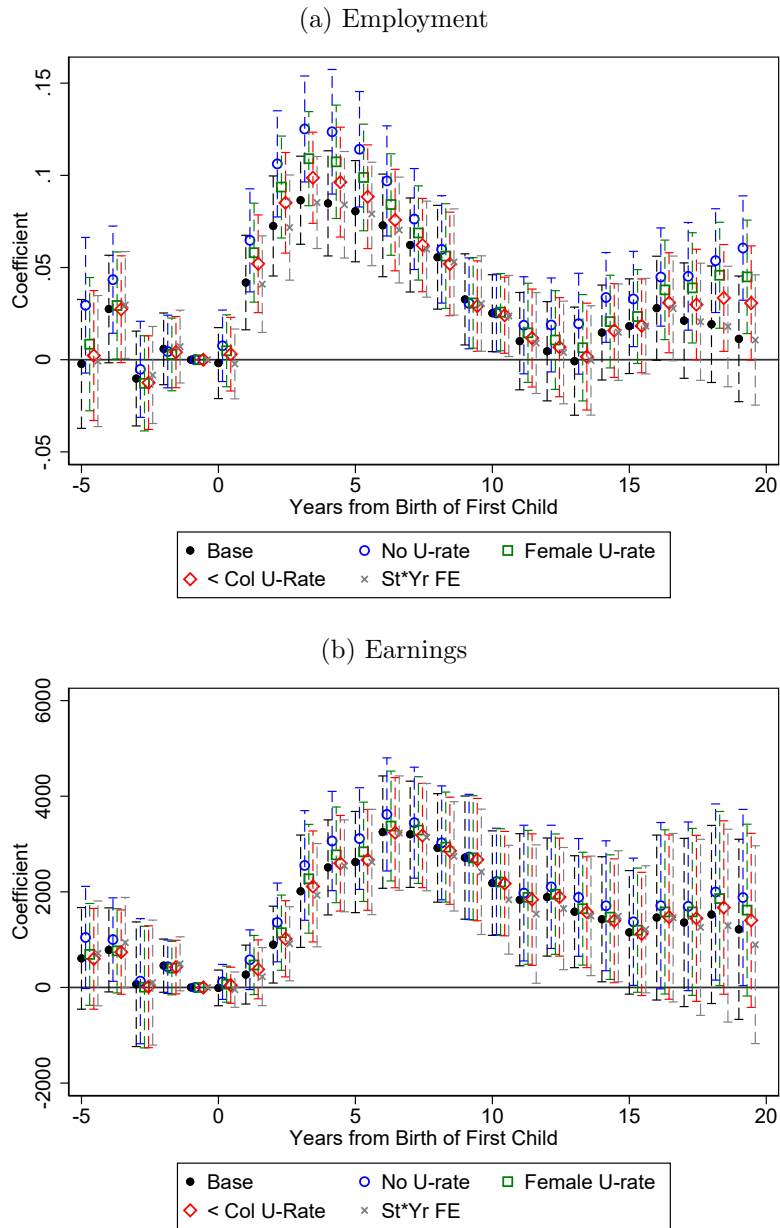 (a) Employment
.15
.1
.05
0
-.05
Coefficient
-5 0 5 10 15 20
Years from Birth of First Child
Base No U-rate Female U-rate
< Col U-Rate St*Yr FE
(b) Earnings
6000
4000
2000
0
-2000
Coefficient
-5 0 5 10 15 20
Years from Birth of First Child
Base No U-rate Female U-rate
< Col U-Rate St*Yr FE